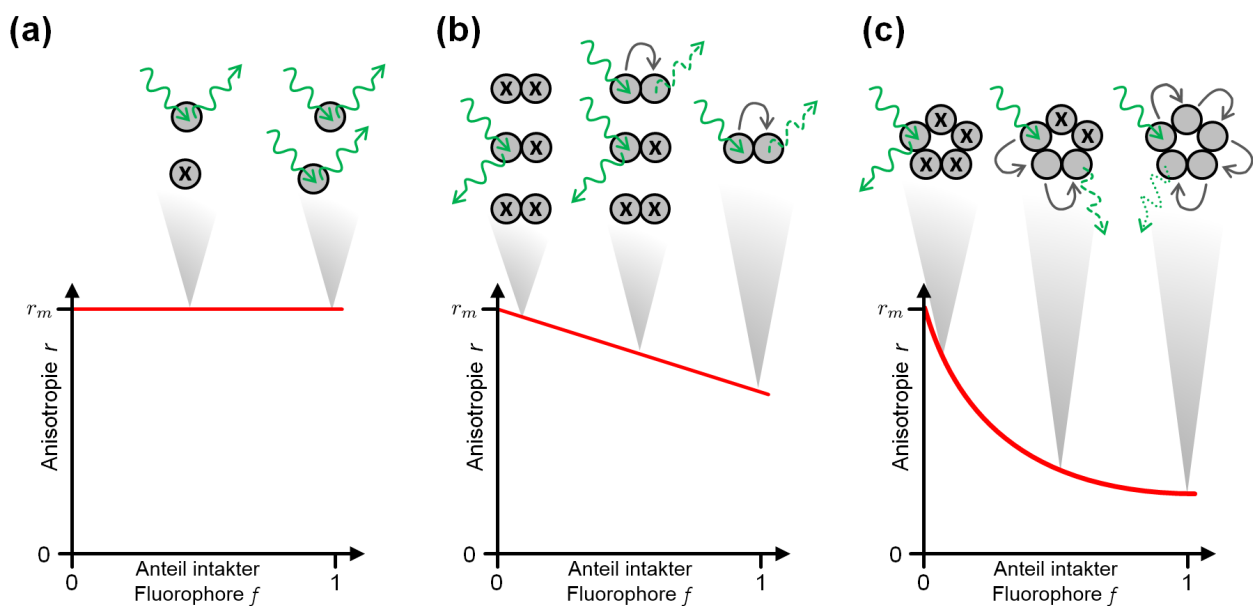 (a)
X
r_m
Anisotropie r
0
0
1
Anteil intakter
Fluorophore f
(b)
X X
X X
X
X X
X
r_m
Anisotropie r
0
0
1
Anteil intakter
Fluorophore f
(c)
X
X X
X X
X
X
r_m
Anisotropie r
0
0
1
Anteil intakter
Fluorophore f